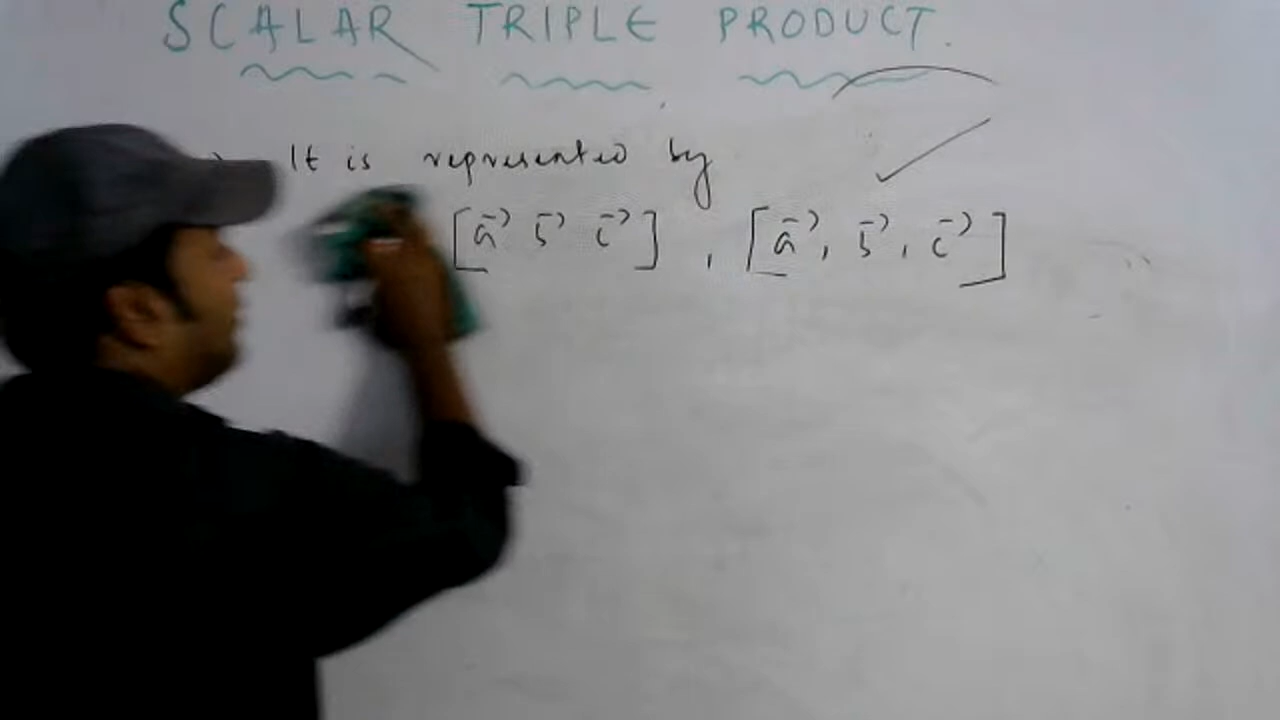 SCALAR TRIPLE PRODUCT.
It is represented by
[a⃗ b⃗ c⃗] , [a⃗, b⃗, c⃗]